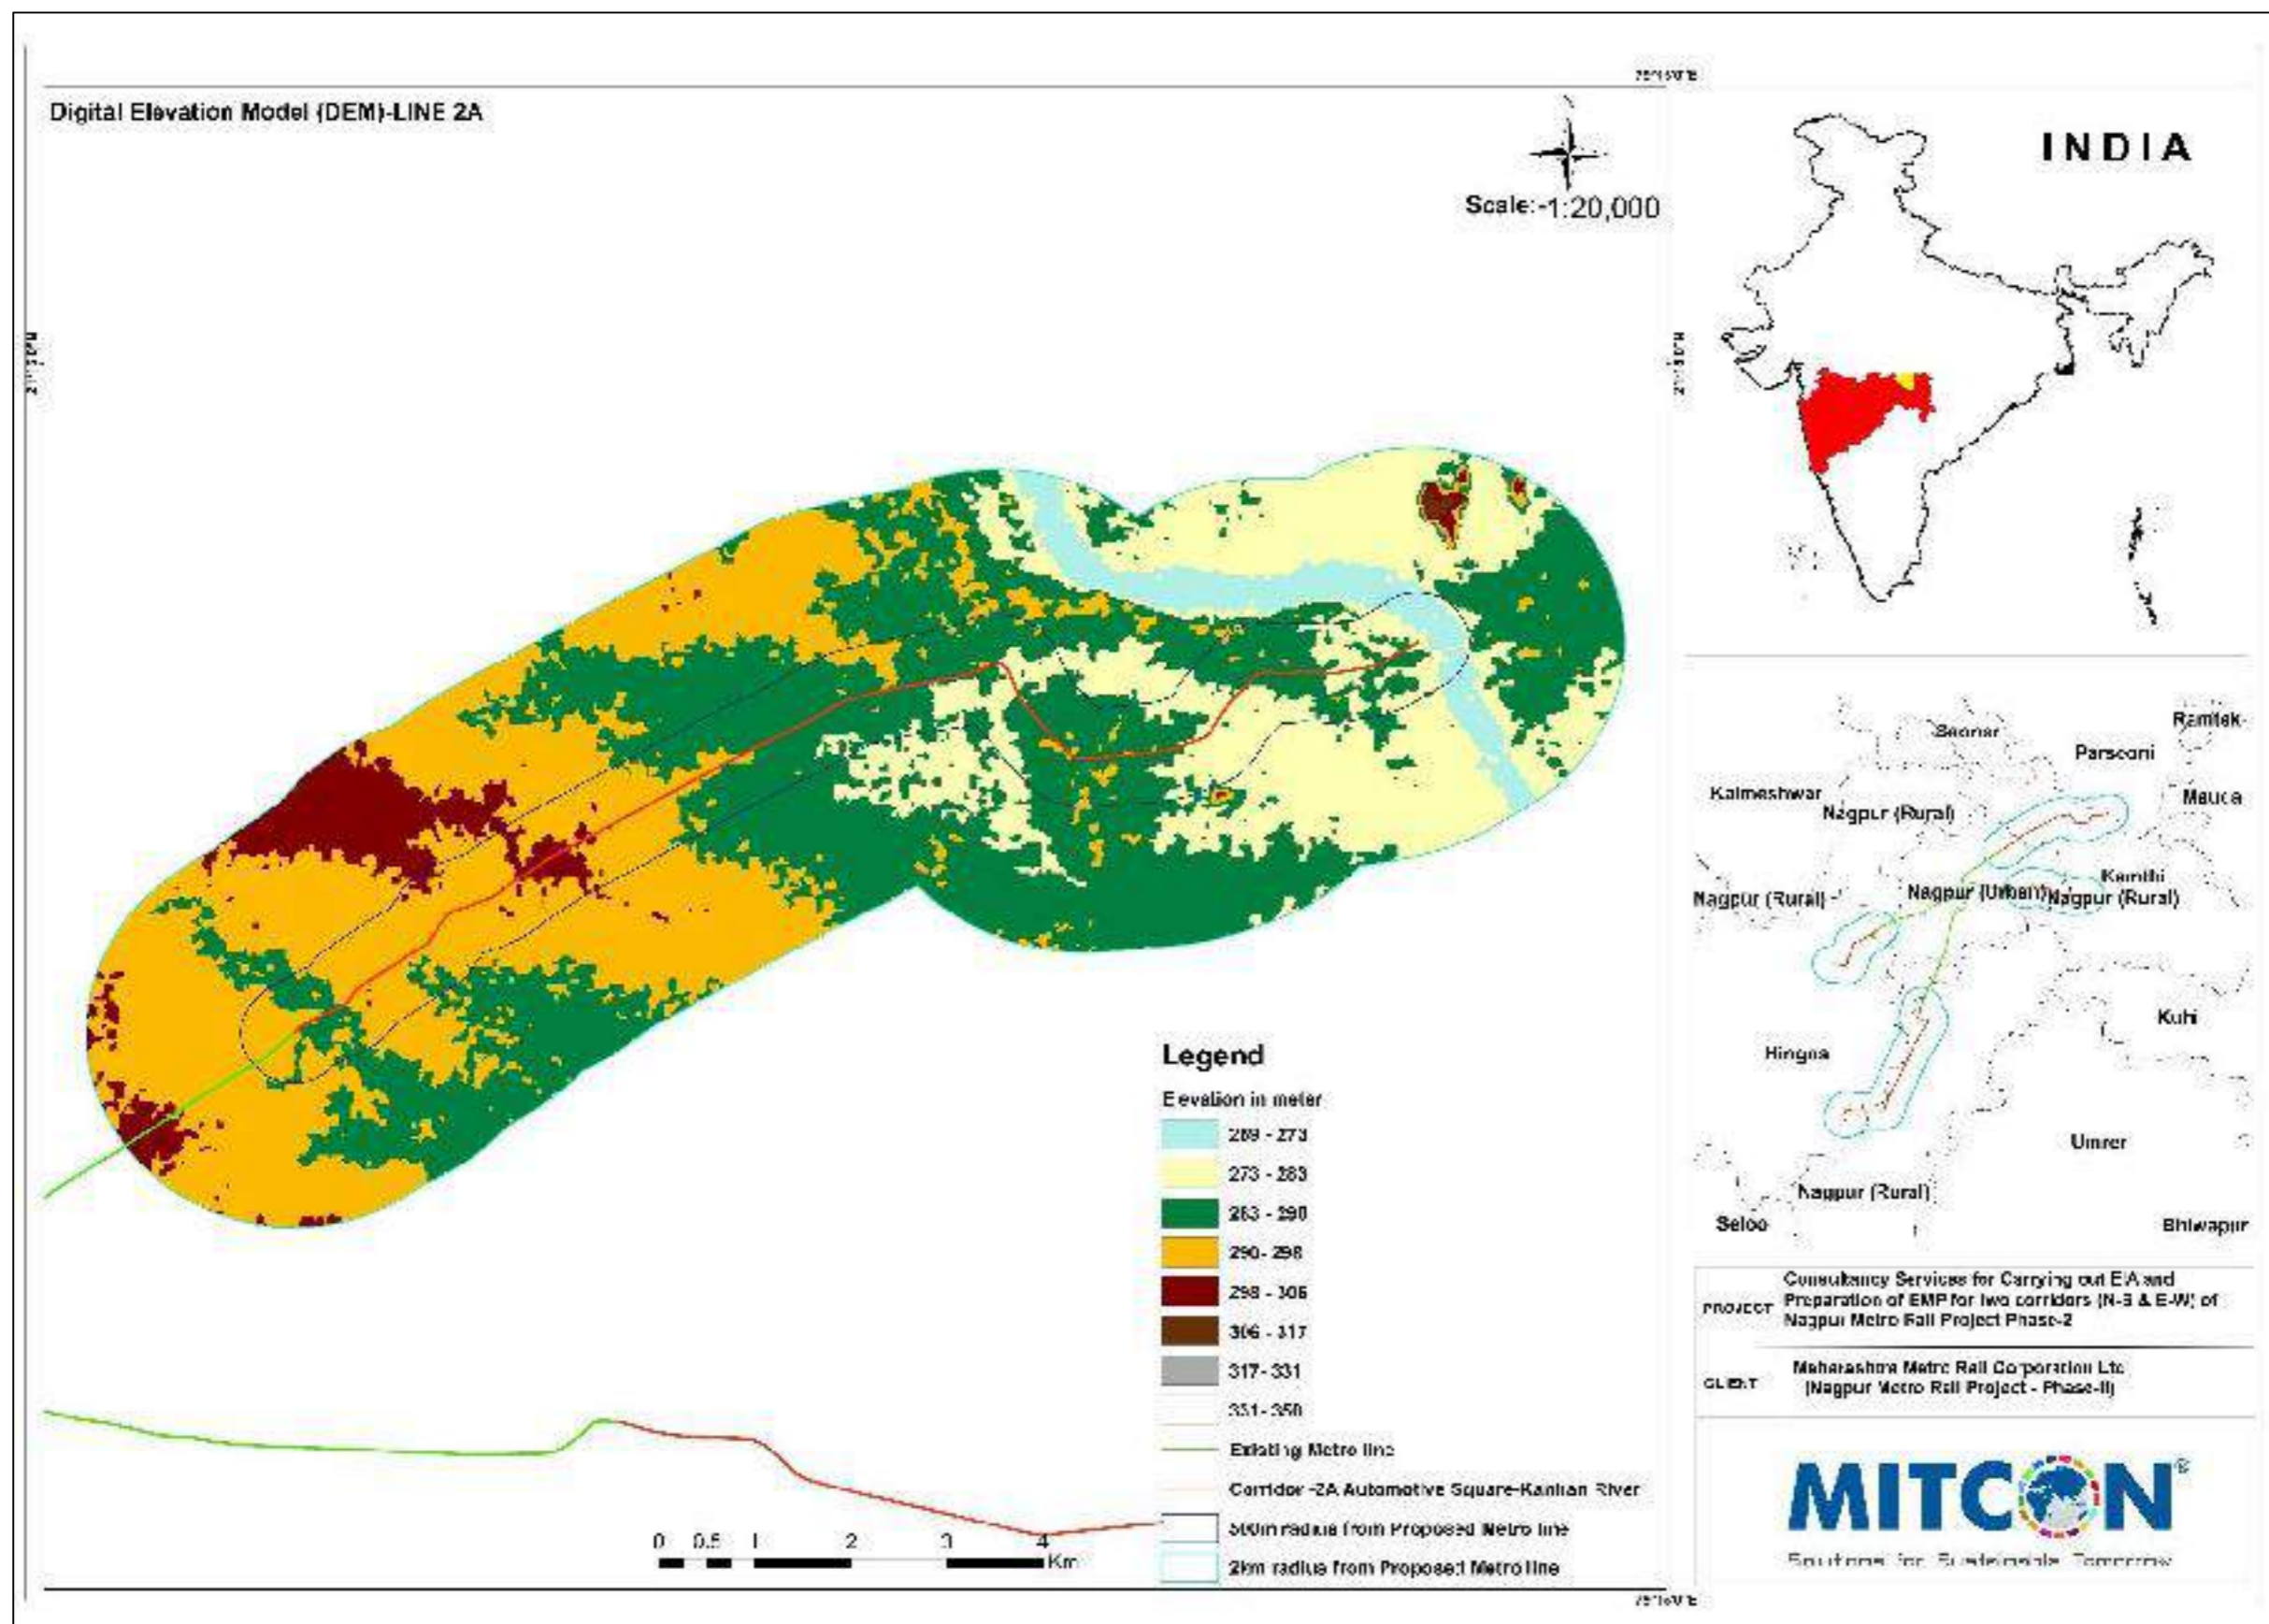 Digital Elevation Model (DEM)-LINE 2A
Scale:-1:20,000
INDIA
Saoner
Ramtek
Parseoni
Kalmeshwar
Nagpur (Rural)
Mauda
Kamthi
Nagpur (Rural)
Nagpur (Urban)
Nagpur (Rural)
Kuhi
Hingna
Umrer
Nagpur (Rural)
Seloo
Bhiwapur
Legend
Elevation in meter
269 - 273
273 - 283
283 - 290
290 - 298
298 - 306
306 - 317
317 - 331
331 - 350
Existing Metro line
Corridor -2A Automotive Square-Kanhan River
500m radius from Proposed Metro line
2km radius from Proposed Metro line
0 0.5 1 2 3 4
Km
PROJECT
Consultancy Services for Carrying out EIA and
Preparation of EMP for two corridors (N-S & E-W) of
Nagpur Metro Rail Project Phase-2
CLIENT
Maharashtra Metro Rail Corporation Ltd
(Nagpur Metro Rail Project - Phase-II)
MITCON®
Solutions for Sustainable Tomorrow